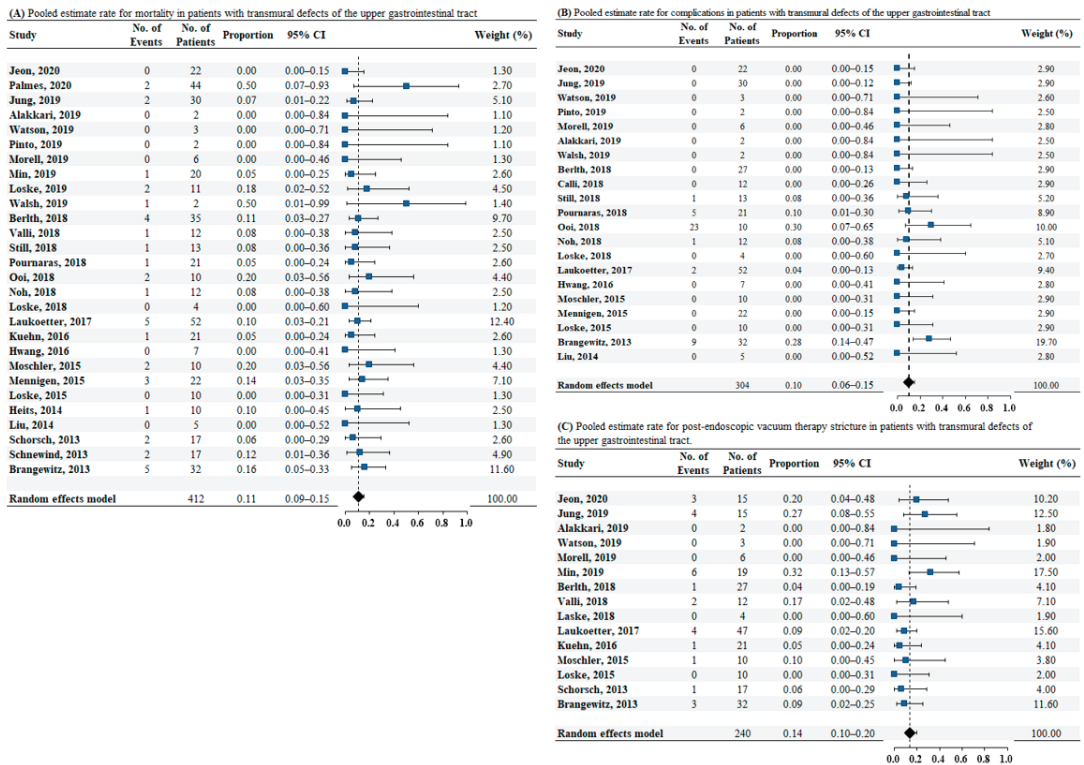 (A) Pooled estimate rate for mortality in patients with transmural defects of the upper gastrointestinal tract
Study No. of Events No. of Patients Proportion 95% CI Weight (%)
Jeon, 2020 0 22 0.00 0.00–0.15 1.30
Palmes, 2020 2 44 0.50 0.07–0.93 2.70
Jung, 2019 2 30 0.07 0.01–0.22 5.10
Alakkari, 2019 0 2 0.00 0.00–0.84 1.10
Watson, 2019 0 3 0.00 0.00–0.71 1.20
Pinto, 2019 0 2 0.00 0.00–0.84 1.10
Morell, 2019 0 6 0.00 0.00–0.46 1.30
Min, 2019 1 20 0.05 0.00–0.25 2.60
Loske, 2019 2 11 0.18 0.02–0.52 4.50
Walsh, 2019 1 2 0.50 0.01–0.99 1.40
Berlth, 2018 4 35 0.11 0.03–0.27 9.70
Valli, 2018 1 12 0.08 0.00–0.38 2.50
Still, 2018 1 13 0.08 0.00–0.36 2.50
Pournaras, 2018 1 21 0.05 0.00–0.24 2.60
Ooi, 2018 2 10 0.20 0.03–0.56 4.40
Noh, 2018 1 12 0.08 0.00–0.38 2.50
Loske, 2018 0 4 0.00 0.00–0.60 1.20
Laukoetter, 2017 5 52 0.10 0.03–0.21 12.40
Kuehn, 2016 1 21 0.05 0.00–0.24 2.60
Hwang, 2016 0 7 0.00 0.00–0.41 1.30
Moschler, 2015 2 10 0.20 0.03–0.56 4.40
Mennigen, 2015 3 22 0.14 0.03–0.35 7.10
Loske, 2015 0 10 0.00 0.00–0.31 1.30
Heits, 2014 1 10 0.10 0.00–0.45 2.50
Liu, 2014 0 5 0.00 0.00–0.52 1.30
Schorsch, 2013 2 17 0.06 0.00–0.29 2.60
Schnewind, 2013 2 17 0.12 0.01–0.36 4.90
Brangewitz, 2013 5 32 0.16 0.05–0.33 11.60
Random effects model 412 0.11 0.09–0.15 100.00
0.0 0.2 0.4 0.6 0.8 1.0
(B) Pooled estimate rate for complications in patients with transmural defects of the upper gastrointestinal tract
Study No. of Events No. of Patients Proportion 95% CI Weight (%)
Jeon, 2020 0 22 0.00 0.00–0.15 2.90
Jung, 2019 0 30 0.00 0.00–0.12 2.90
Watson, 2019 0 3 0.00 0.00–0.71 2.60
Pinto, 2019 0 2 0.00 0.00–0.84 2.50
Morell, 2019 0 6 0.00 0.00–0.46 2.80
Alakkari, 2019 0 2 0.00 0.00–0.84 2.50
Walsh, 2019 0 2 0.00 0.00–0.84 2.50
Berlth, 2018 0 27 0.00 0.00–0.13 2.90
Calli, 2018 0 12 0.00 0.00–0.26 2.90
Still, 2018 1 13 0.08 0.00–0.36 5.20
Pournaras, 2018 5 21 0.10 0.01–0.30 8.90
Ooi, 2018 23 10 0.30 0.07–0.65 10.00
Noh, 2018 1 12 0.08 0.00–0.38 5.10
Loske, 2018 0 4 0.00 0.00–0.60 2.70
Laukoetter, 2017 2 52 0.04 0.00–0.13 9.40
Hwang, 2016 0 7 0.00 0.00–0.41 2.80
Moschler, 2015 0 10 0.00 0.00–0.31 2.90
Mennigen, 2015 0 22 0.00 0.00–0.15 2.90
Loske, 2015 0 10 0.00 0.00–0.31 2.90
Brangewitz, 2013 9 32 0.28 0.14–0.47 19.70
Liu, 2014 0 5 0.00 0.00–0.52 2.80
Random effects model 304 0.10 0.06–0.15 100.00
0.0 0.2 0.4 0.6 0.8 1.0
(C) Pooled estimate rate for post-endoscopic vacuum therapy stricture in patients with transmural defects of
the upper gastrointestinal tract.
Study No. of Events No. of Patients Proportion 95% CI Weight (%)
Jeon, 2020 3 15 0.20 0.04–0.48 10.20
Jung, 2019 4 15 0.27 0.08–0.55 12.50
Alakkari, 2019 0 2 0.00 0.00–0.84 1.80
Watson, 2019 0 3 0.00 0.00–0.71 1.90
Morell, 2019 0 6 0.00 0.00–0.46 2.00
Min, 2019 6 19 0.32 0.13–0.57 17.50
Berlth, 2018 1 27 0.04 0.00–0.19 4.10
Valli, 2018 2 12 0.17 0.02–0.48 7.10
Laske, 2018 0 4 0.00 0.00–0.60 1.90
Laukoetter, 2017 4 47 0.09 0.02–0.20 15.60
Kuehn, 2016 1 21 0.05 0.00–0.24 4.10
Moschler, 2015 1 10 0.10 0.00–0.45 3.80
Loske, 2015 0 10 0.00 0.00–0.31 2.00
Schorsch, 2013 1 17 0.06 0.00–0.29 4.00
Brangewitz, 2013 3 32 0.09 0.02–0.25 11.60
Random effects model 240 0.14 0.10–0.20 100.00
0.0 0.2 0.4 0.6 0.8 1.0